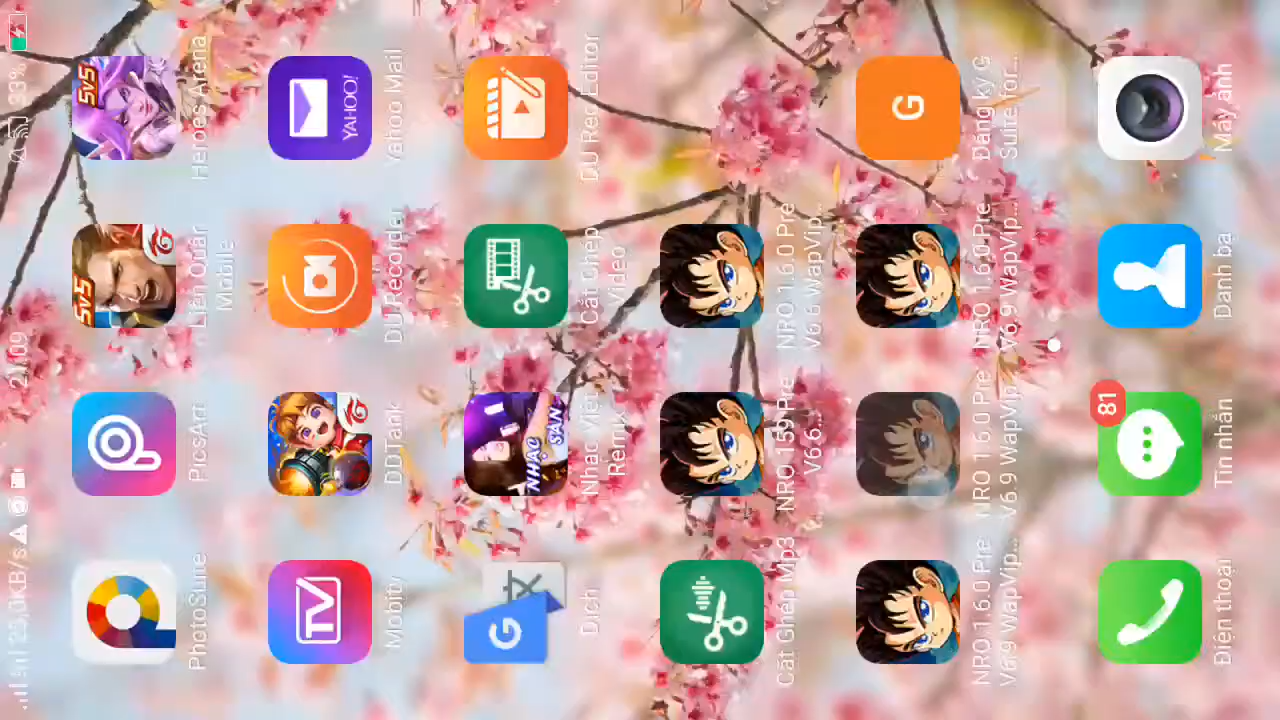 23,0KB/s 21:09 33%
5v5 5v5
PhotoSuite PicsArt Liên Quân Mobile Heroes Arena
TV YAHOO!
Mobify DDTank DU Recorder Yahoo Mail
G NHẠC SÀN
Dịch Nhạc Việt Remix Cắt Ghép Video DU Rec Editor
Cắt Ghép Mp3 NRO 159 Pre V6.6... NRO 1.6.0 Pre V6.6 WapVip...
G
NRO 1.6.0 Pre V6.9 WapVip... NRO 1.6.0 Pre V6.9 WapVip... NRO 1.6.0 Pre V6.9 WapVip... Đăng ký G Suite for...
81
Điện thoại Tin nhắn Danh bạ Máy ảnh